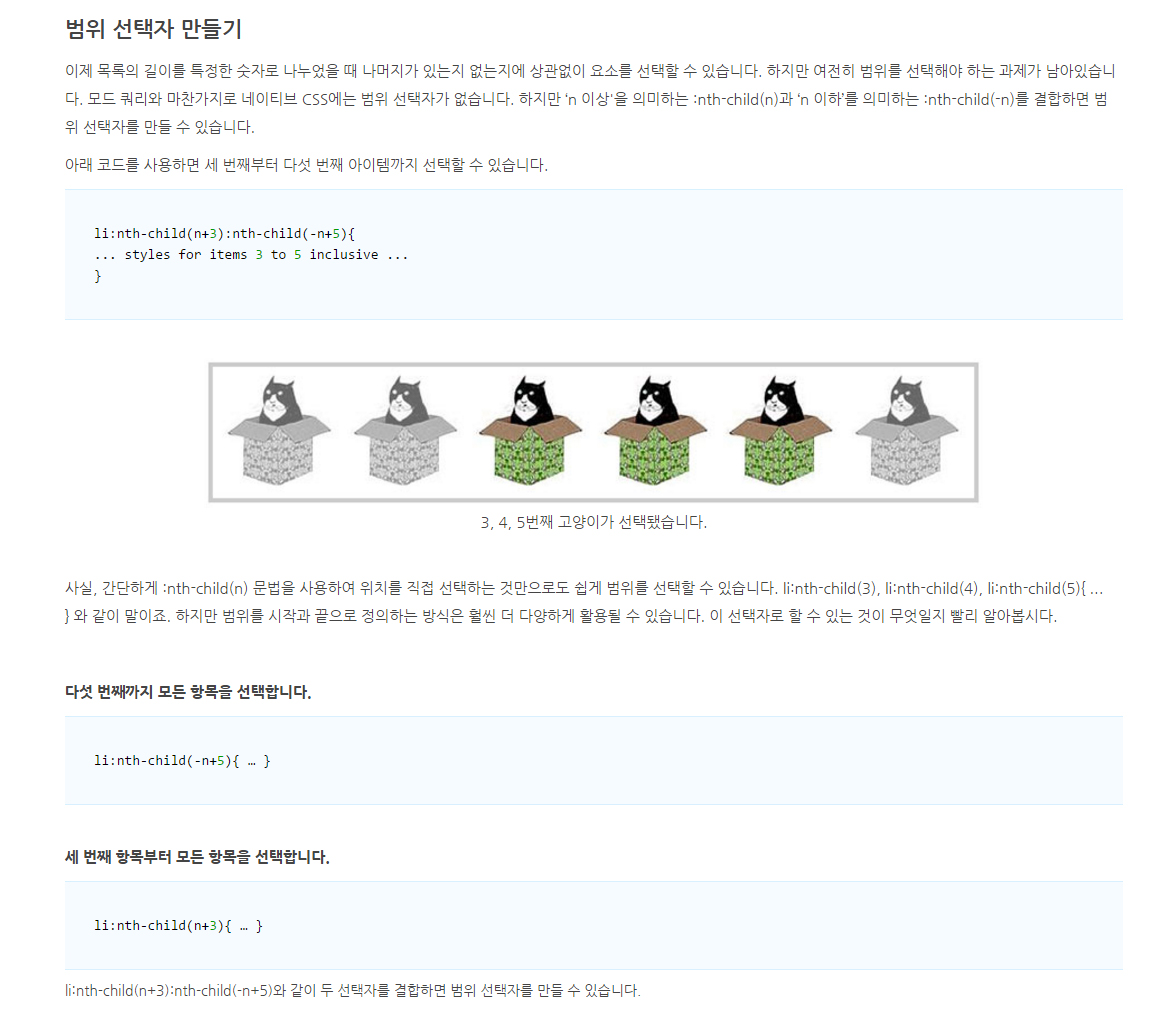 범위 선택자 만들기
이제 목록의 길이를 특정한 숫자로 나누었을 때 나머지가 있는지 없는지에 상관없이 요소를 선택할 수 있습니다. 하지만 여전히 범위를 선택해야 하는 과제가 남아있습니
다. 모드 쿼리와 마찬가지로 네이티브 CSS에는 범위 선택자가 없습니다. 하지만 ‘n 이상’을 의미하는 :nth-child(n)과 ‘n 이하’를 의미하는 :nth-child(-n)를 결합하면 범
위 선택자를 만들 수 있습니다.
아래 코드를 사용하면 세 번째부터 다섯 번째 아이템까지 선택할 수 있습니다.
li:nth-child(n+3):nth-child(-n+5){
... styles for items 3 to 5 inclusive ...
}
3, 4, 5번째 고양이가 선택됐습니다.
사실, 간단하게 :nth-child(n) 문법을 사용하여 위치를 직접 선택하는 것만으로도 쉽게 범위를 선택할 수 있습니다. li:nth-child(3), li:nth-child(4), li:nth-child(5){ …
} 와 같이 말이죠. 하지만 범위를 시작과 끝으로 정의하는 방식은 훨씬 더 다양하게 활용될 수 있습니다. 이 선택자로 할 수 있는 것이 무엇일지 빨리 알아봅시다.
다섯 번째까지 모든 항목을 선택합니다.
li:nth-child(-n+5){ … }
세 번째 항목부터 모든 항목을 선택합니다.
li:nth-child(n+3){ … }
li:nth-child(n+3):nth-child(-n+5)와 같이 두 선택자를 결합하면 범위 선택자를 만들 수 있습니다.